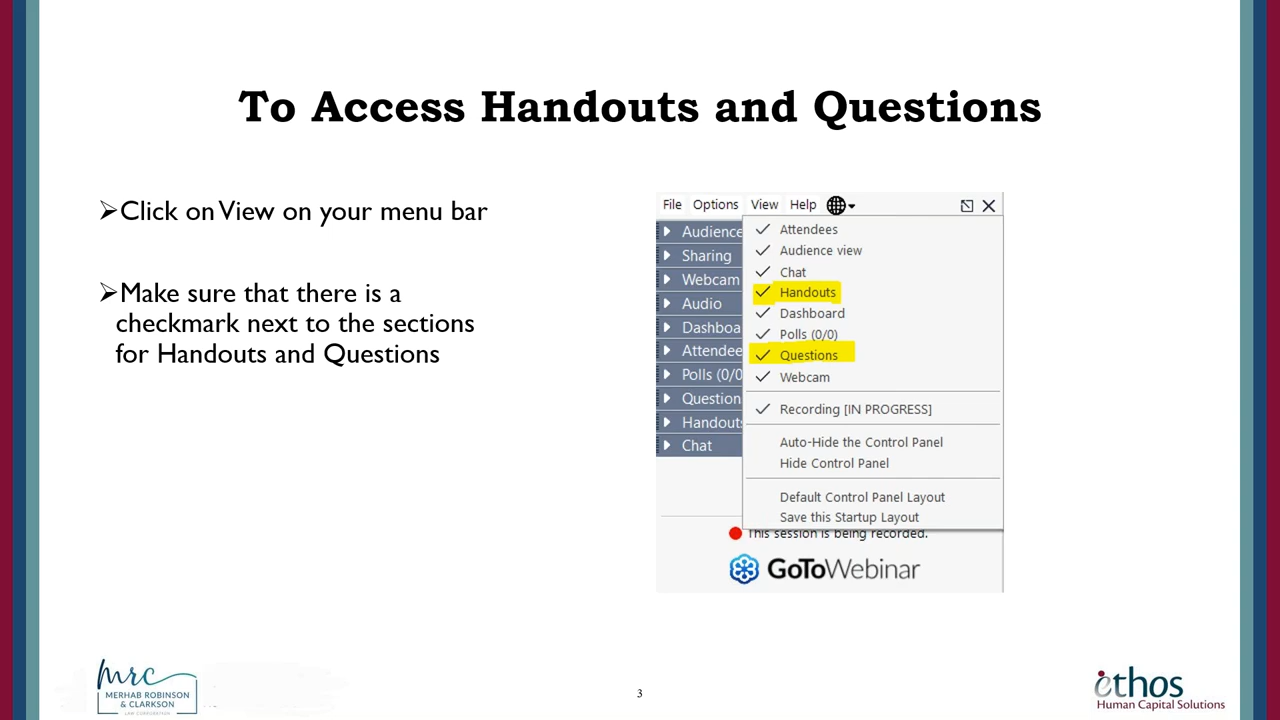 To Access Handouts and Questions
➢Click on View on your menu bar
➢Make sure that there is a
checkmark next to the sections
for Handouts and Questions
File Options View Help
Audience
Sharing
Webcam
Audio
Dashboa
Attendee
Polls (0/0
Question
Handouts
Chat
Attendees
Audience view
Chat
Handouts
Dashboard
Polls (0/0)
Questions
Webcam
Recording [IN PROGRESS]
Auto-Hide the Control Panel
Hide Control Panel
Default Control Panel Layout
Save this Startup Layout
This session is being recorded.
GoToWebinar
mrc
MERHAB ROBINSON
& CLARKSON
LAW CORPORATION
3
ethos
Human Capital Solutions